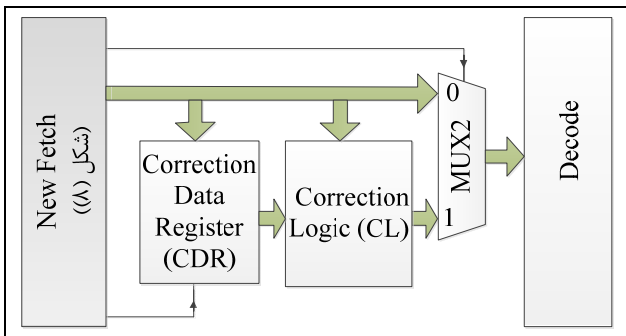 New Fetch
(شکل (۸))
Correction
Data
Register
(CDR)
Correction
Logic (CL)
0
MUX2
1
Decode